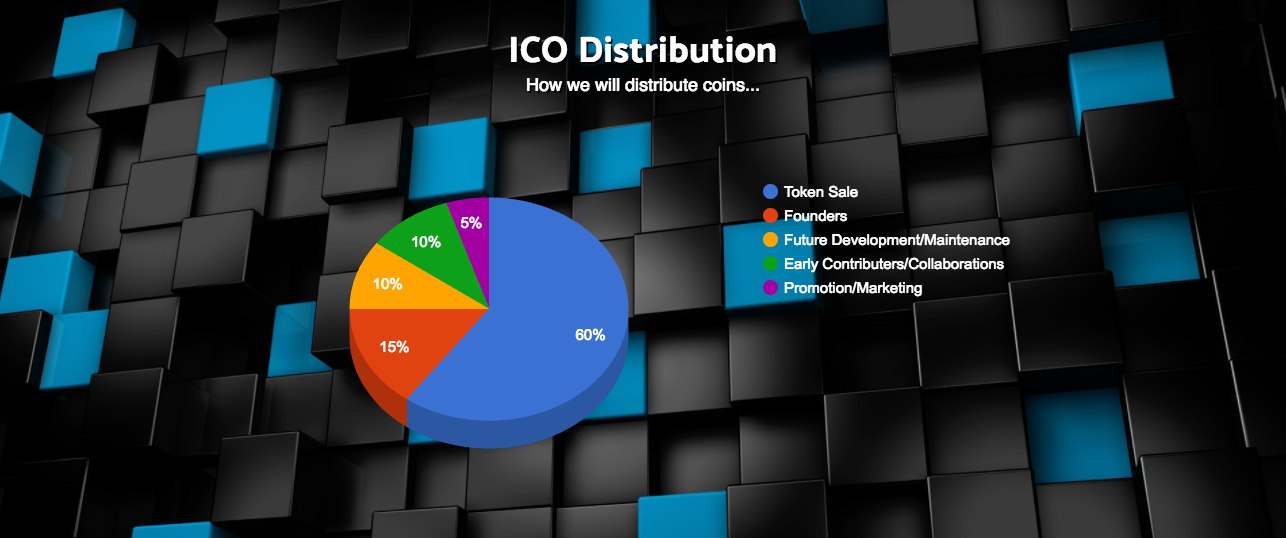 ICO Distribution
How we will distribute coins...
Token Sale
Founders
Future Development/Maintenance
Early Contributers/Collaborations
Promotion/Marketing
5%
10%
10%
15%
60%